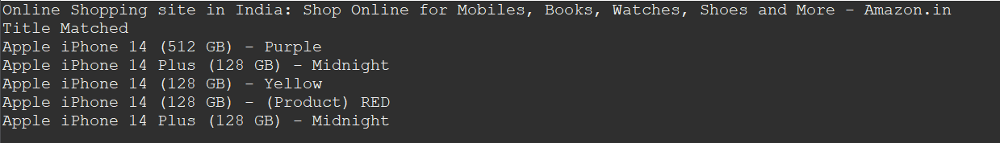 Online Shopping site in India: Shop Online for Mobiles, Books, Watches, Shoes and More - Amazon.in
Title Matched
Apple iPhone 14 (512 GB) - Purple
Apple iPhone 14 Plus (128 GB) - Midnight
Apple iPhone 14 (128 GB) - Yellow
Apple iPhone 14 (128 GB) - (Product) RED
Apple iPhone 14 Plus (128 GB) - Midnight